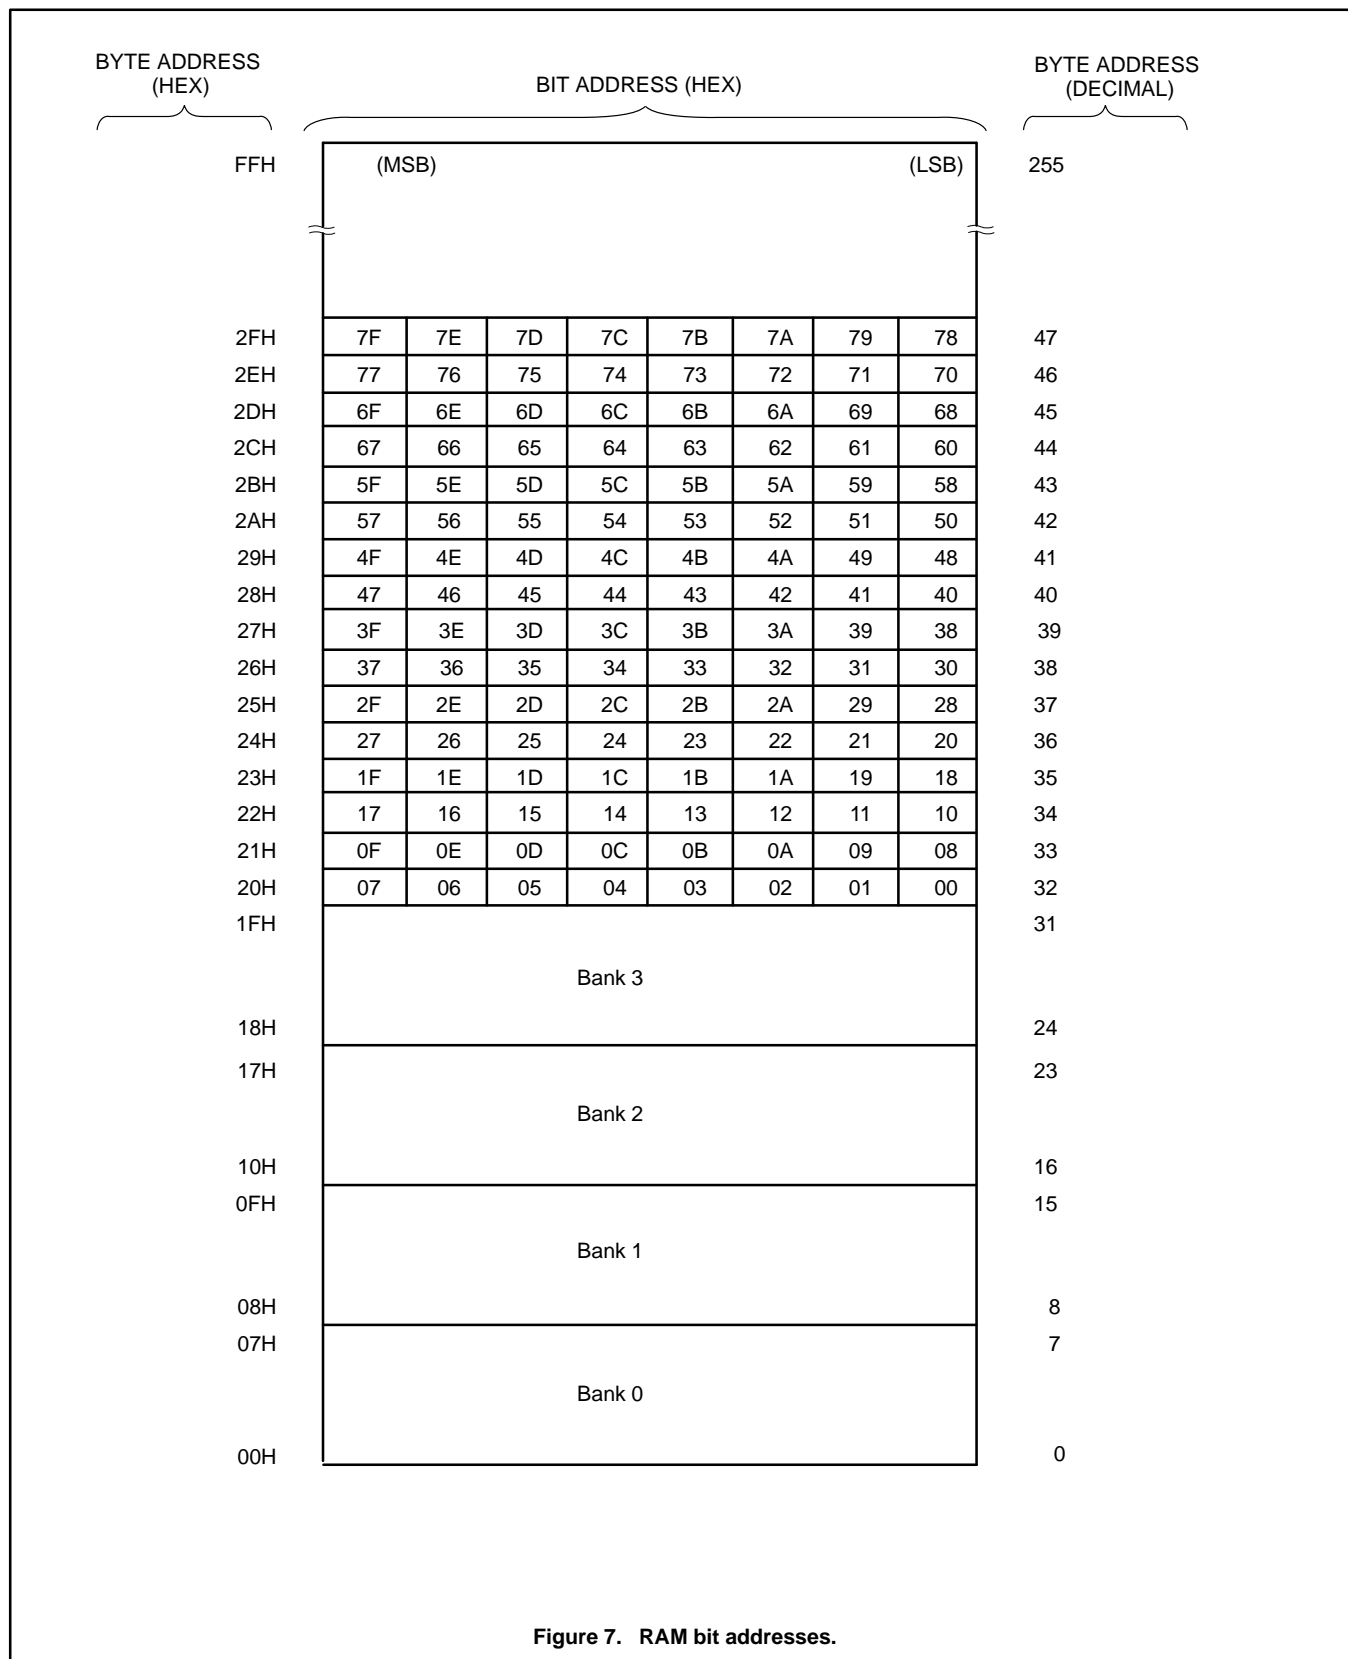 BYTE ADDRESS
(HEX)
BIT ADDRESS (HEX)
BYTE ADDRESS
(DECIMAL)
FFH (MSB) (LSB) 255
2FH 7F 7E 7D 7C 7B 7A 79 78 47
2EH 77 76 75 74 73 72 71 70 46
2DH 6F 6E 6D 6C 6B 6A 69 68 45
2CH 67 66 65 64 63 62 61 60 44
2BH 5F 5E 5D 5C 5B 5A 59 58 43
2AH 57 56 55 54 53 52 51 50 42
29H 4F 4E 4D 4C 4B 4A 49 48 41
28H 47 46 45 44 43 42 41 40 40
27H 3F 3E 3D 3C 3B 3A 39 38 39
26H 37 36 35 34 33 32 31 30 38
25H 2F 2E 2D 2C 2B 2A 29 28 37
24H 27 26 25 24 23 22 21 20 36
23H 1F 1E 1D 1C 1B 1A 19 18 35
22H 17 16 15 14 13 12 11 10 34
21H 0F 0E 0D 0C 0B 0A 09 08 33
20H 07 06 05 04 03 02 01 00 32
1FH 31
Bank 3
18H 24
17H 23
Bank 2
10H 16
0FH 15
Bank 1
08H 8
07H 7
Bank 0
00H 0
Figure 7. RAM bit addresses.